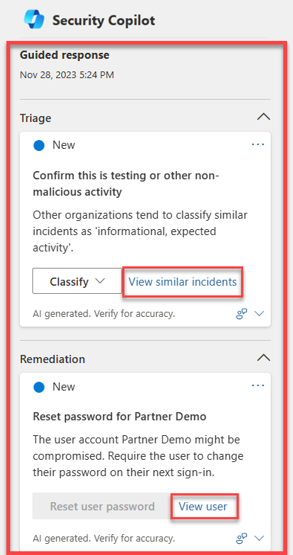 Security Copilot
Guided response
Nov 28, 2023 5:24 PM
Triage
New
Confirm this is testing or other non-
malicious activity
Other organizations tend to classify similar
incidents as 'informational, expected
activity'.
Classify
View similar incidents
AI generated. Verify for accuracy.
Remediation
New
Reset password for Partner Demo
The user account Partner Demo might be
compromised. Require the user to change
their password on their next sign-in.
Reset user password
View user
AI generated. Verify for accuracy.